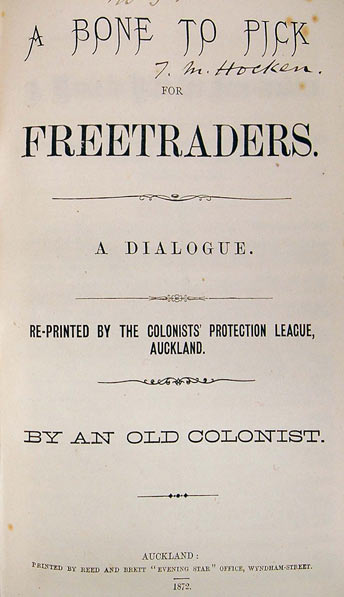 A BONE TO PICK
T. M. Hocken.
FOR
FREETRADERS.
A DIALOGUE.
RE-PRINTED BY THE COLONISTS' PROTECTION LEAGUE,
AUCKLAND.
BY AN OLD COLONIST.
AUCKLAND:
PRINTED BY REED AND BRETT "EVENING STAR" OFFICE, WYNDHAM-STREET.
1872.